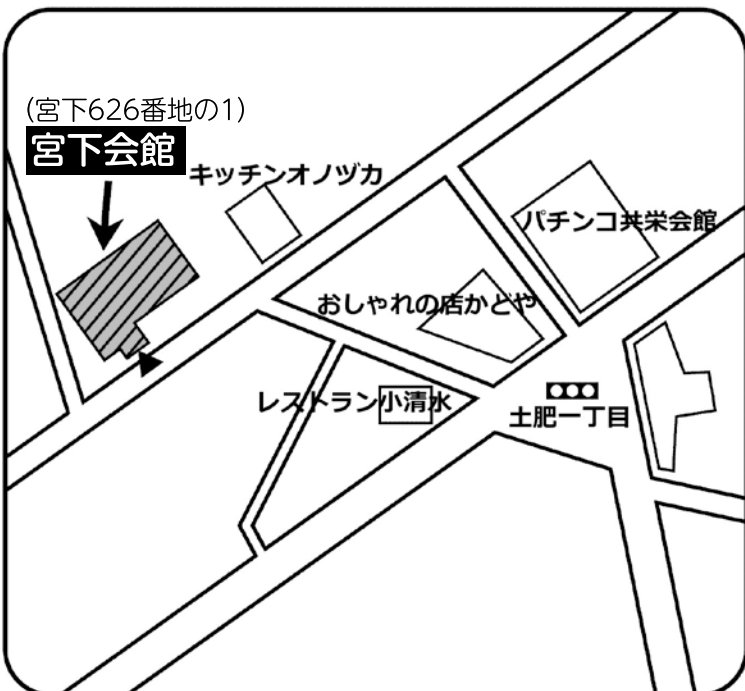 (宮下626番地の1)
宮下会館
キッチンオノヅカ
パチンコ共栄会館
おしゃれの店かどや
レストラン小清水
土肥一丁目